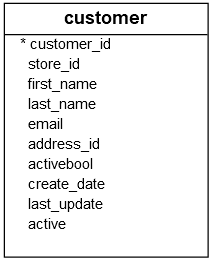 customer
* customer_id
store_id
first_name
last_name
email
address_id
activebool
create_date
last_update
active